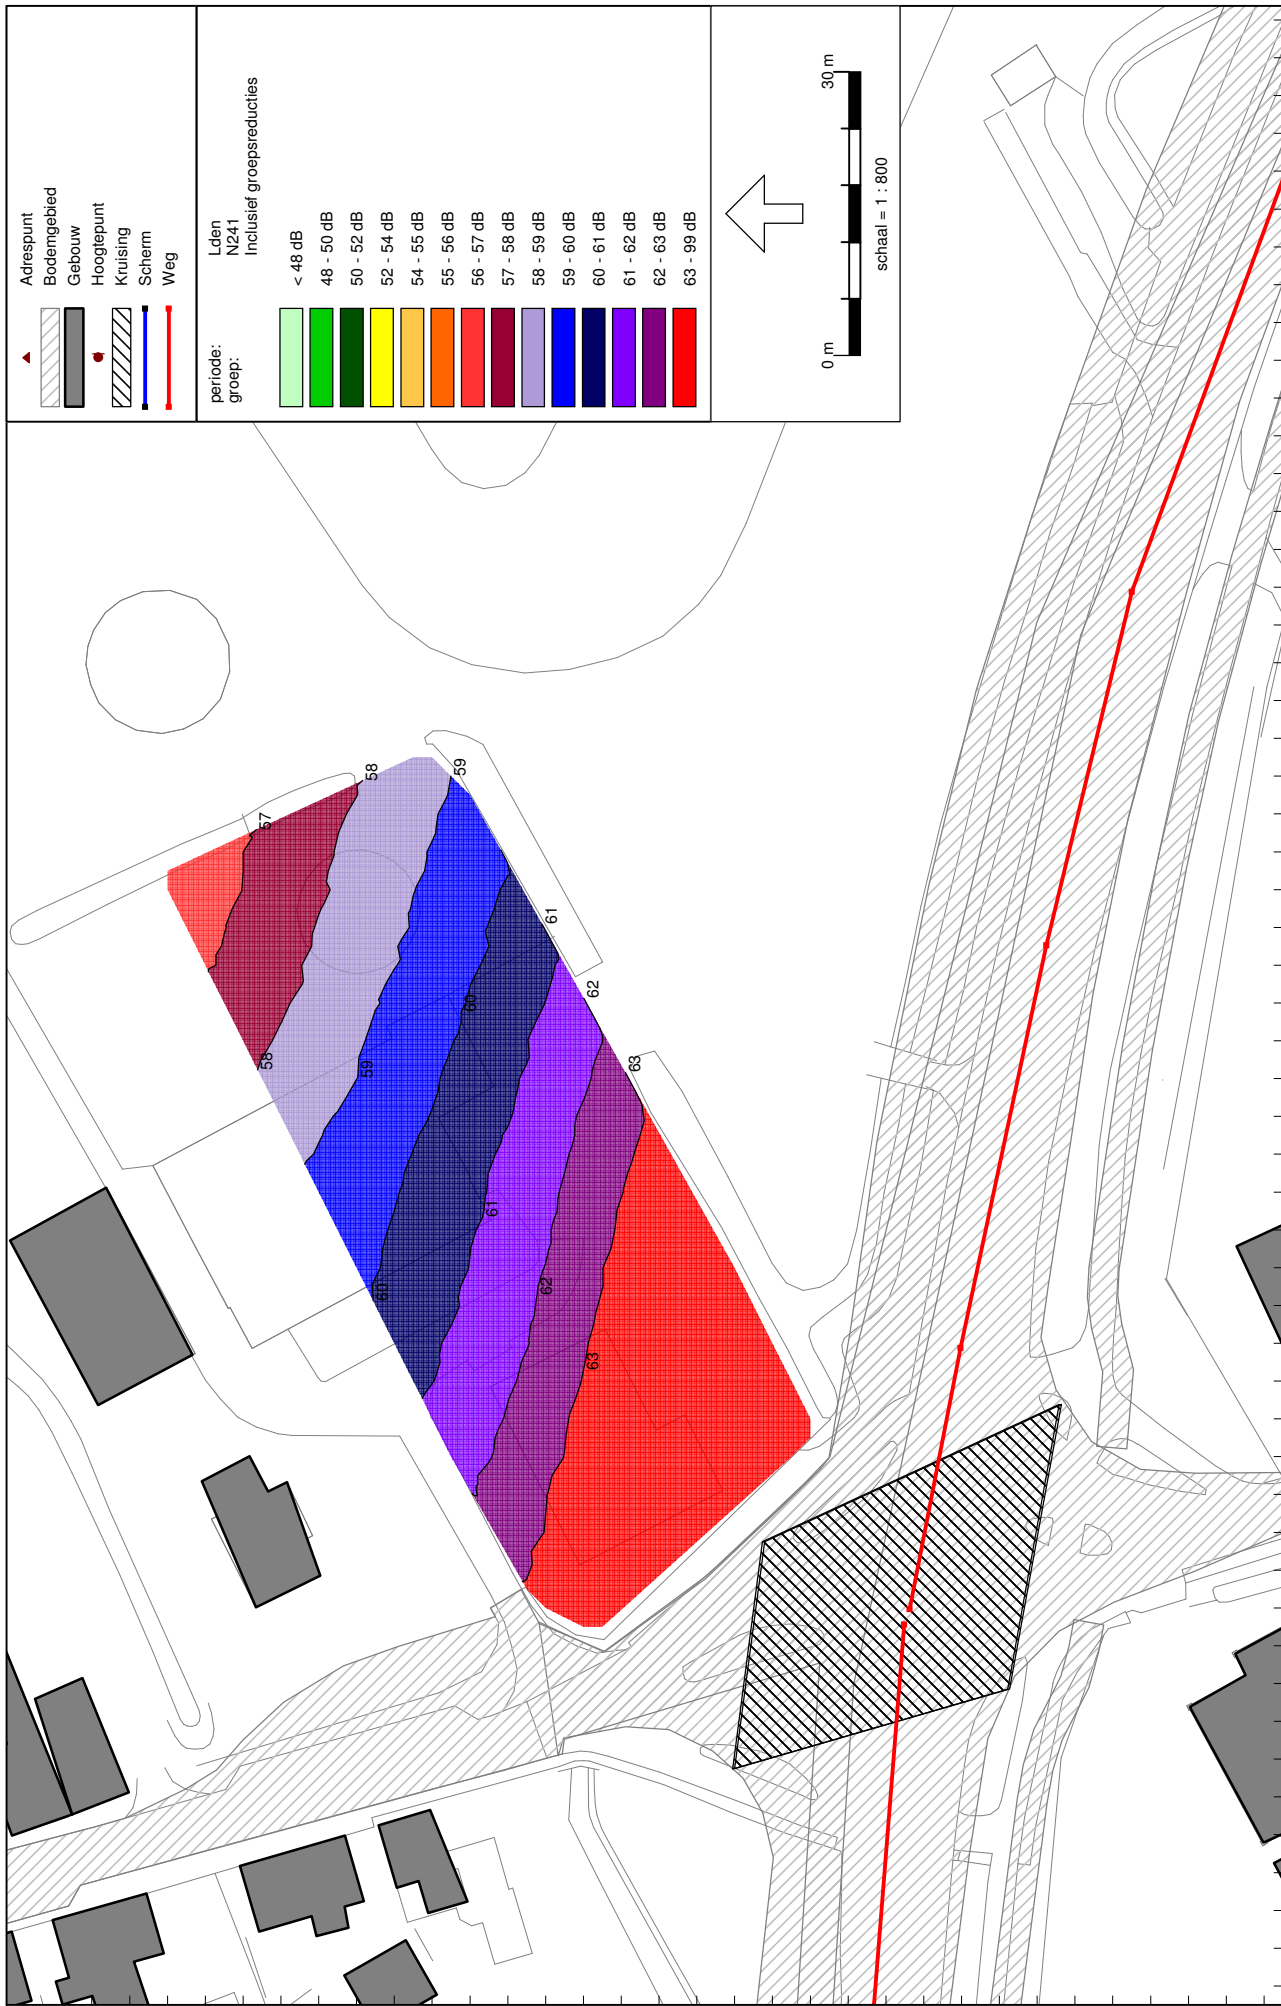 Adrespunt
Bodemgebied
Gebouw
Hoogtepunt
Kruising
Scherm
Weg
periode: Lden
groep: N241
Inclusief groepsreducties
< 48 dB
48 - 50 dB
50 - 52 dB
52 - 54 dB
54 - 55 dB
55 - 56 dB
56 - 57 dB
57 - 58 dB
58 - 59 dB
59 - 60 dB
60 - 61 dB
61 - 62 dB
62 - 63 dB
63 - 99 dB
0 m 30 m
schaal = 1 : 800
57
58
59
58
59
60
61
62
63
60
61
62
63